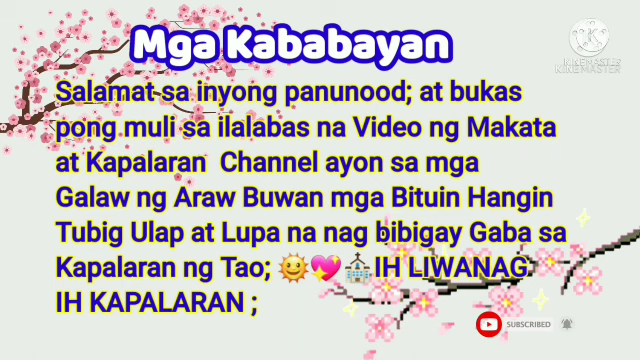 Mga Kababayan
Salamat sa inyong panunood; at bukas
pong muli sa ilalabas na Video ng Makata
at Kapalaran Channel ayon sa mga
Galaw ng Araw Buwan mga Bituin Hangin
Tubig Ulap at Lupa na nag bibigay Gaba sa
Kapalaran ng Tao; 🌞💖⛪IH LIWANAG
IH KAPALARAN ;
KINEMASTER
KINEMASTER
SUBSCRIBED